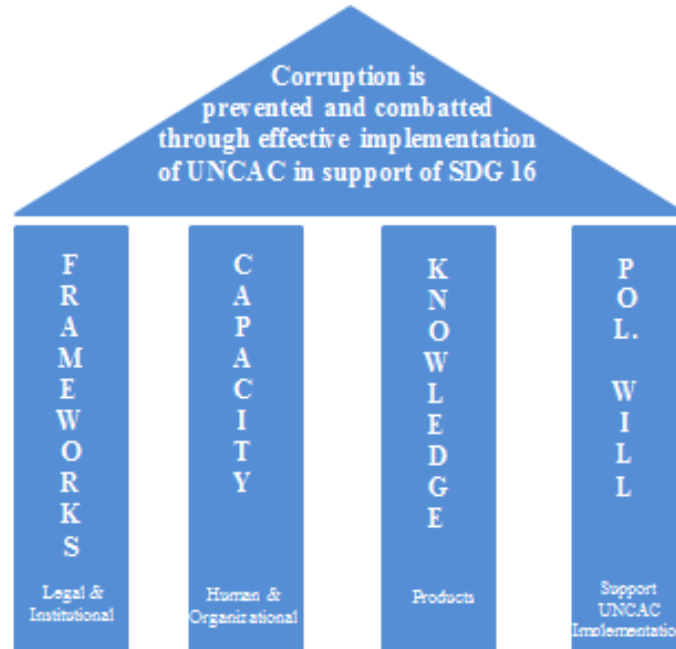 Corruption is
prevented and combatted
through effective implementation
of UNCAC in support of SDG 16
FRAMEWORKS
Legal &
Institutional
CAPACITY
Human &
Organizational
KNOWLEDGE
Products
POL. WILL
Support
UNCAC
Implementation